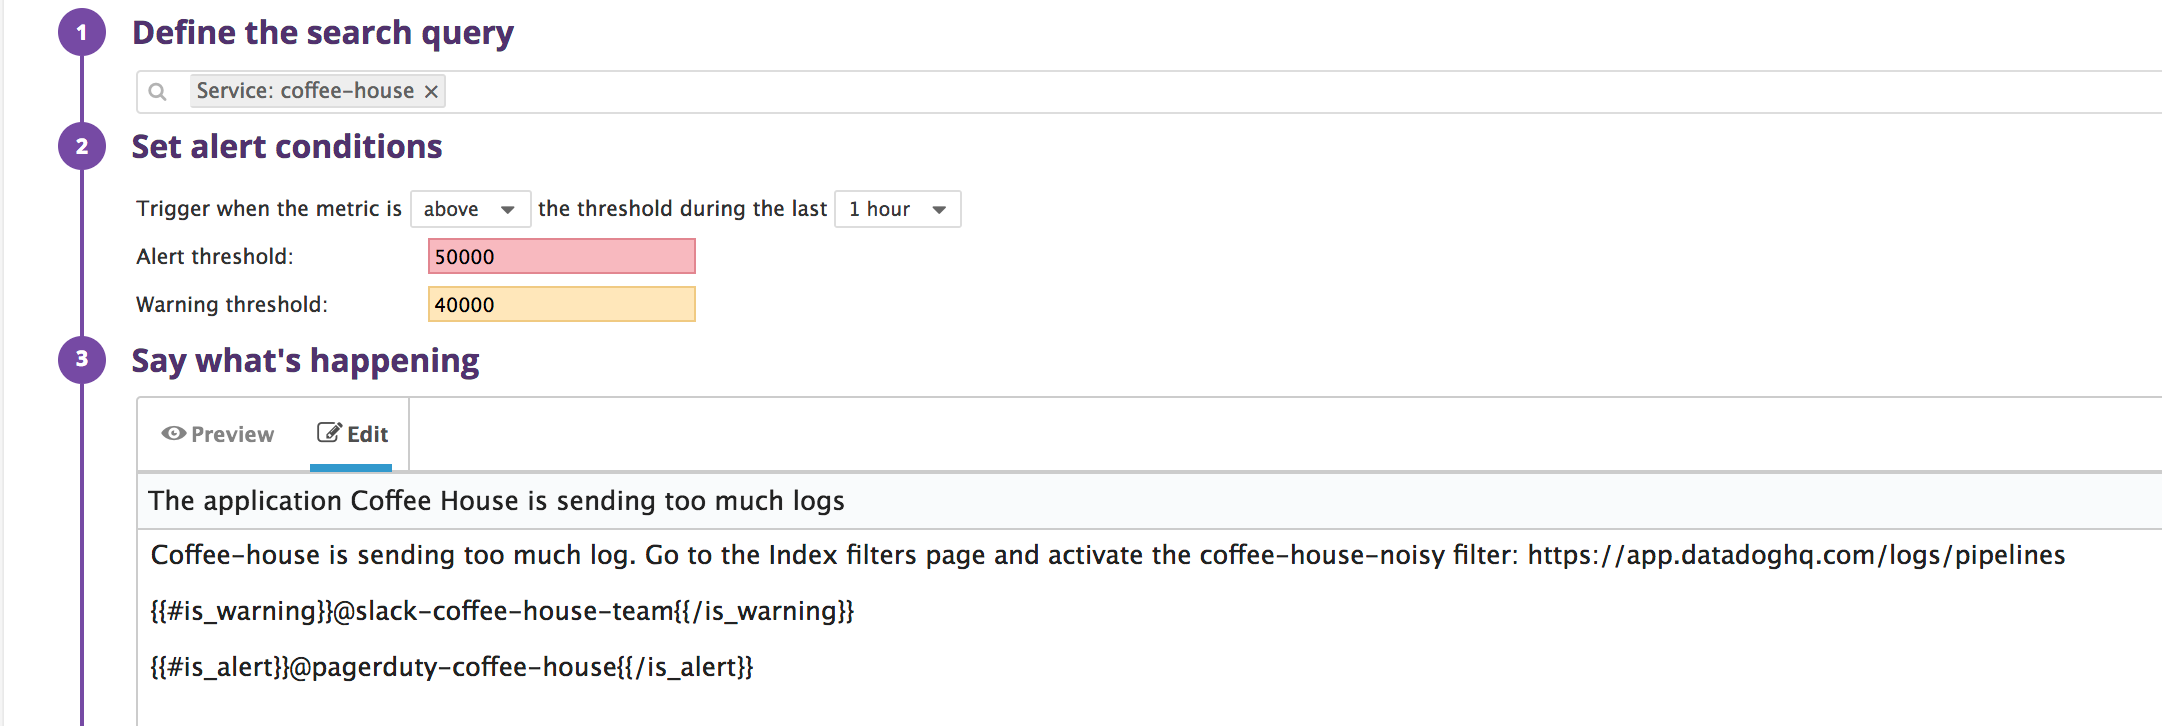 1 Define the search query
Service: coffee-house ×
2 Set alert conditions
Trigger when the metric is above the threshold during the last 1 hour
Alert threshold: 50000
Warning threshold: 40000
3 Say what's happening
Preview Edit
The application Coffee House is sending too much logs
Coffee-house is sending too much log. Go to the Index filters page and activate the coffee-house-noisy filter: https://app.datadoghq.com/logs/pipelines
{{#is_warning}}@slack-coffee-house-team{{/is_warning}}
{{#is_alert}}@pagerduty-coffee-house{{/is_alert}}